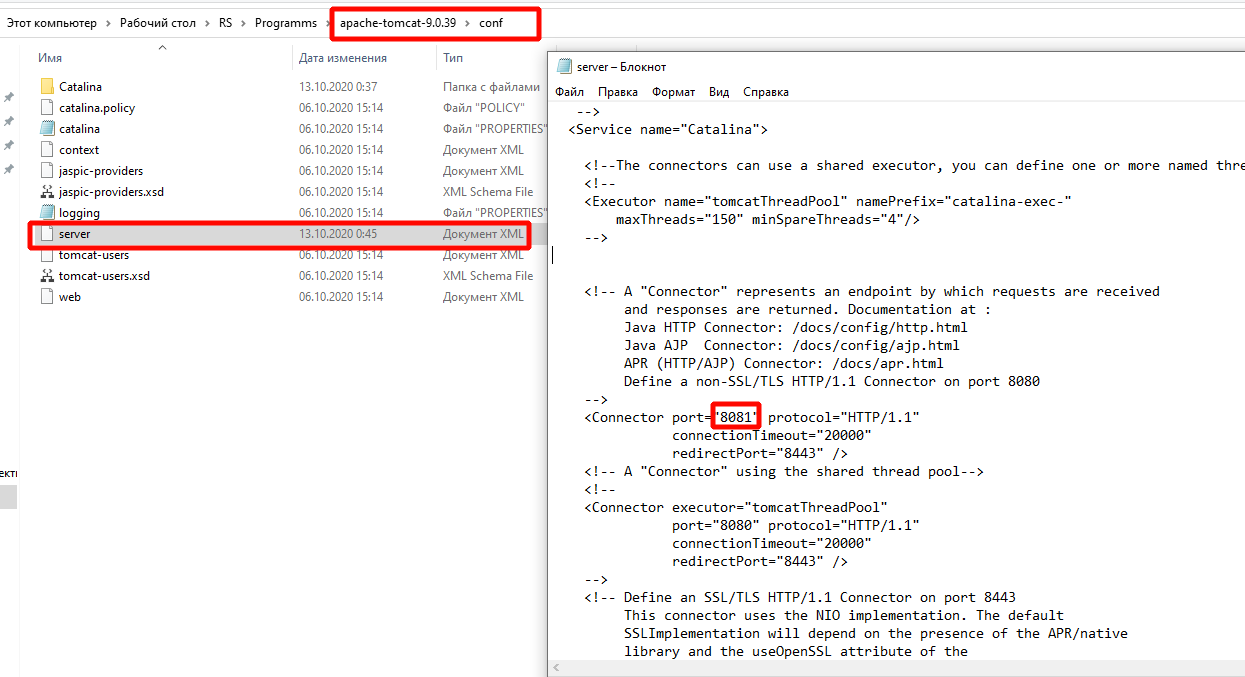 Этот компьютер > Рабочий стол > RS > Programms > apache-tomcat-9.0.39 > conf
Имя Дата изменения Тип
Catalina 13.10.2020 0:37 Папка с файлами
catalina.policy 06.10.2020 15:14 Файл "POLICY"
catalina 06.10.2020 15:14 Файл "PROPERTIES"
context 06.10.2020 15:14 Документ XML
jaspic-providers 06.10.2020 15:14 Документ XML
jaspic-providers.xsd 06.10.2020 15:14 XML Schema File
logging 06.10.2020 15:14 Файл "PROPERTIES"
server 13.10.2020 0:45 Документ XML
tomcat-users 06.10.2020 15:14 Документ XML
tomcat-users.xsd 06.10.2020 15:14 XML Schema File
web 06.10.2020 15:14 Документ XML
екти
server – Блокнот
Файл Правка Формат Вид Справка
-->
<Service name="Catalina">
<!--The connectors can use a shared executor, you can define one or more named thre
<!--
<Executor name="tomcatThreadPool" namePrefix="catalina-exec-"
maxThreads="150" minSpareThreads="4"/>
-->
<!-- A "Connector" represents an endpoint by which requests are received
and responses are returned. Documentation at :
Java HTTP Connector: /docs/config/http.html
Java AJP  Connector: /docs/config/ajp.html
APR (HTTP/AJP) Connector: /docs/apr.html
Define a non-SSL/TLS HTTP/1.1 Connector on port 8080
-->
<Connector port="8081" protocol="HTTP/1.1"
connectionTimeout="20000"
redirectPort="8443" />
<!-- A "Connector" using the shared thread pool-->
<!--
<Connector executor="tomcatThreadPool"
port="8080" protocol="HTTP/1.1"
connectionTimeout="20000"
redirectPort="8443" />
-->
<!-- Define an SSL/TLS HTTP/1.1 Connector on port 8443
This connector uses the NIO implementation. The default
SSLImplementation will depend on the presence of the APR/native
library and the useOpenSSL attribute of the